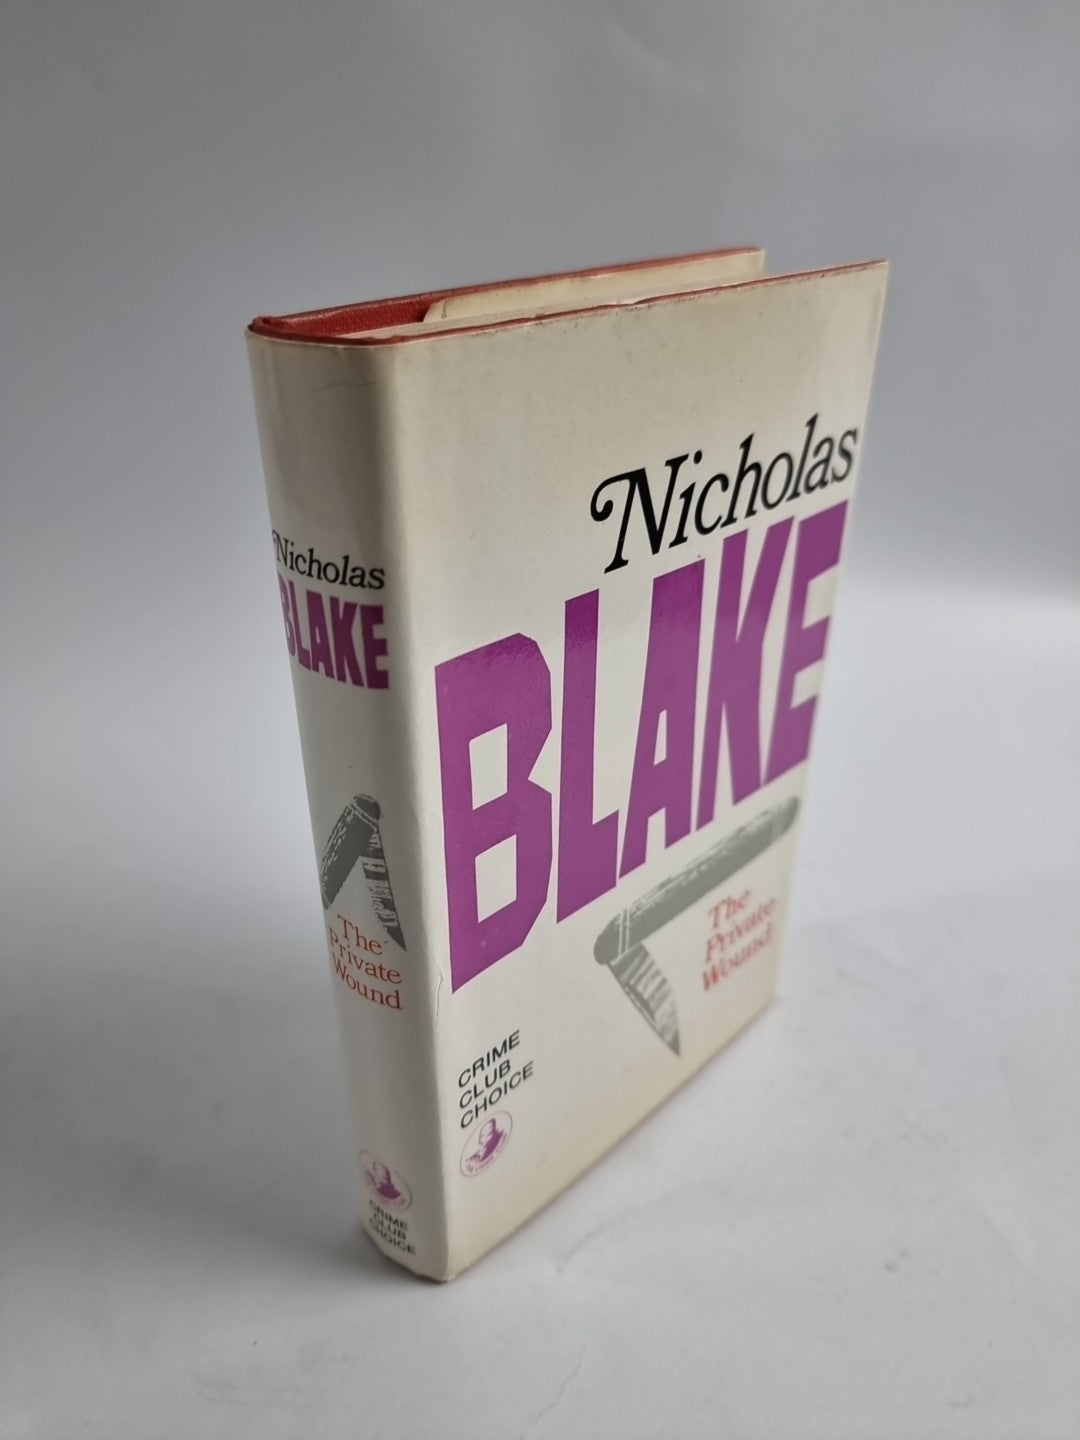 Nicholas
BLAKE
The
Private
Wound
CRIME
CLUB
CHOICE
Nicholas
BLAKE
The
Private
Wound
CRIME
CLUB
CHOICE